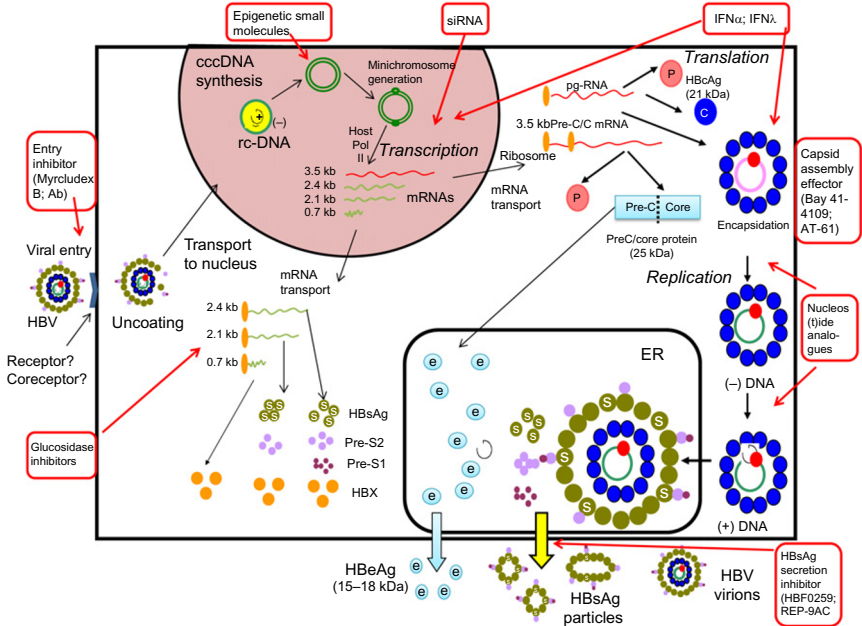 Epigenetic small
molecules
siRNA
IFNα; IFNλ
cccDNA
synthesis
Minichromosome
generation
(–)
+
rc-DNA
Host
Pol
II
Transcription
3.5 kb
2.4 kb
2.1 kb
0.7 kb
mRNAs
Ribosome
mRNA
transport
Translation
pg-RNA
P
HBcAg
(21 kDa)
C
3.5 kbPre-C/C mRNA
P
Pre-C
Core
PreC/core protein
(25 kDa)
Encapsidation
Capsid
assembly
effector
(Bay 41-
4109;
AT-61)
Entry
inhibitor
(Myrcludex
B; Ab)
Viral entry
HBV
Uncoating
Transport
to nucleus
Receptor?
Coreceptor?
mRNA
transport
2.4 kb
2.1 kb
0.7 kb
Glucosidase
inhibitors
S S
S S
S S
S S
HBsAg
Pre-S2
Pre-S1
HBX
Replication
Nucleos
(t)ide
analo-
gues
(–) DNA
(+) DNA
ER
e
e
e
e
e
e
e
e
S S
S S
S
S
S
S
S
S
HBeAg
(15–18 kDa)
e
e
e
e
HBsAg
particles
HBV
virions
HBsAg
secretion
inhibitor
(HBF0259;
REP-9AC